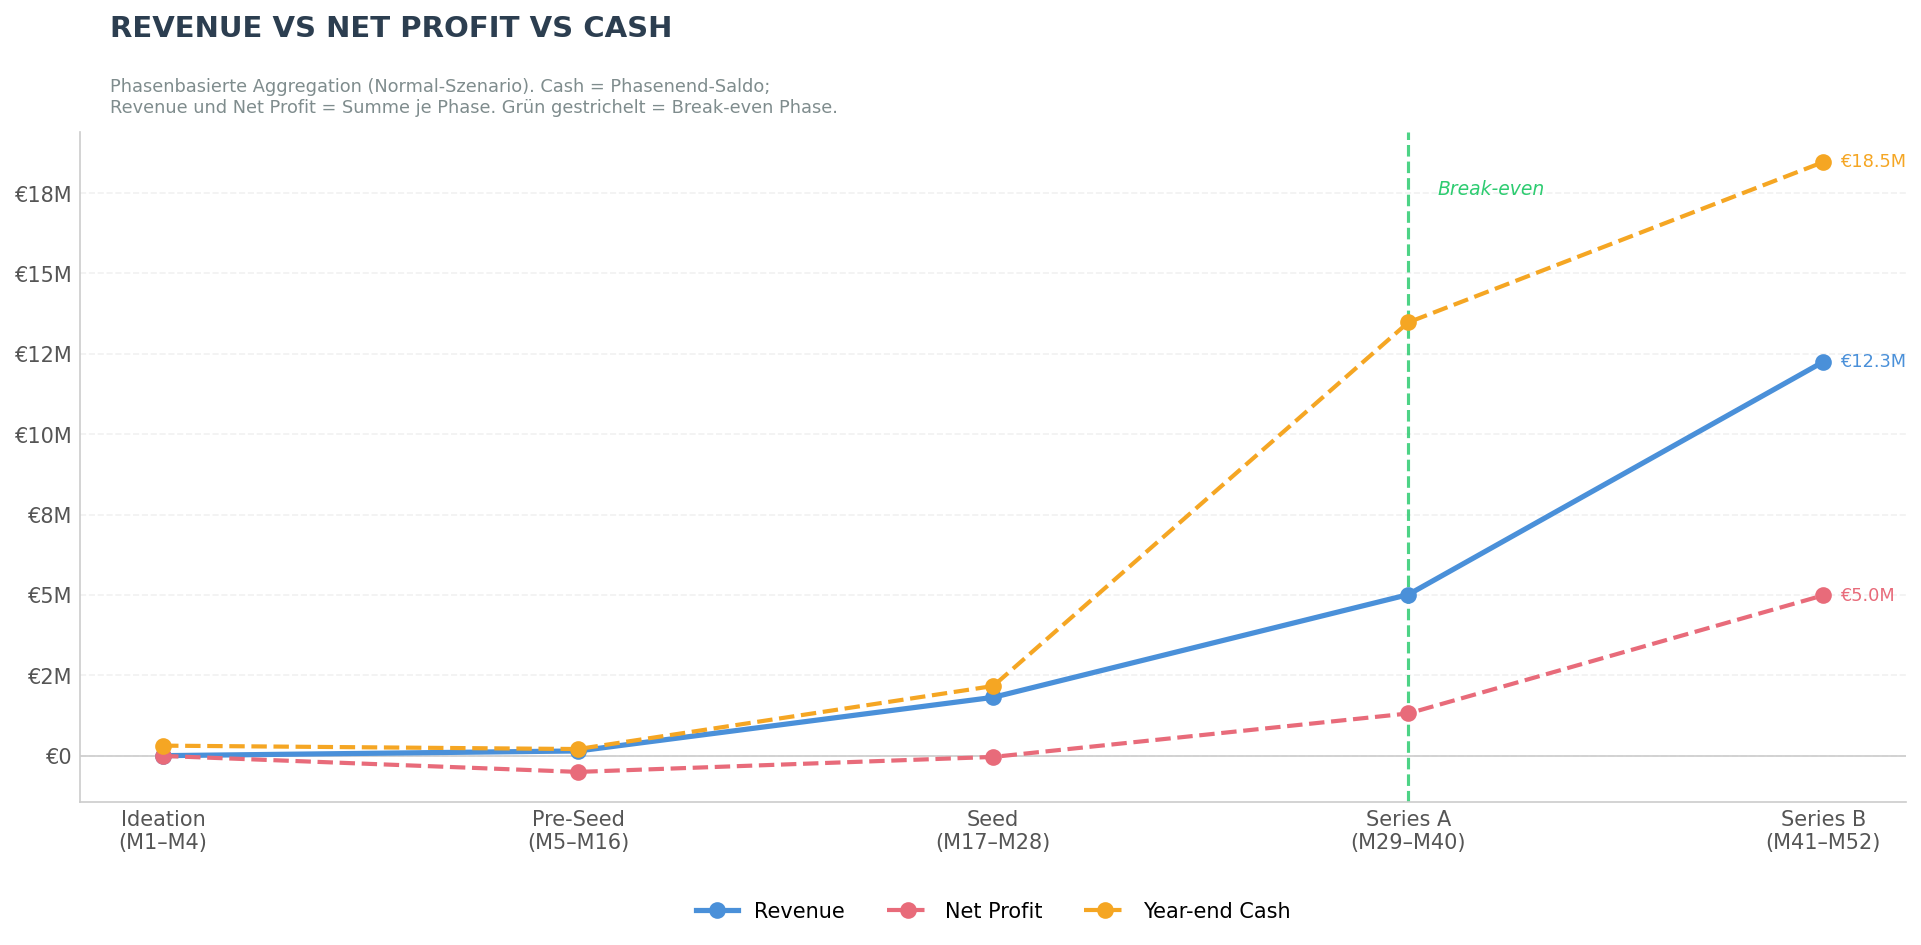 REVENUE VS NET PROFIT VS CASH
Phasenbasierte Aggregation (Normal-Szenario). Cash = Phasenend-Saldo;
Revenue und Net Profit = Summe je Phase. Grün gestrichelt = Break-even Phase.
€18M
€15M
€12M
€10M
€8M
€5M
€2M
€0
Break-even
€18.5M
€12.3M
€5.0M
Ideation
(M1–M4)
Pre-Seed
(M5–M16)
Seed
(M17–M28)
Series A
(M29–M40)
Series B
(M41–M52)
Revenue
Net Profit
Year-end Cash